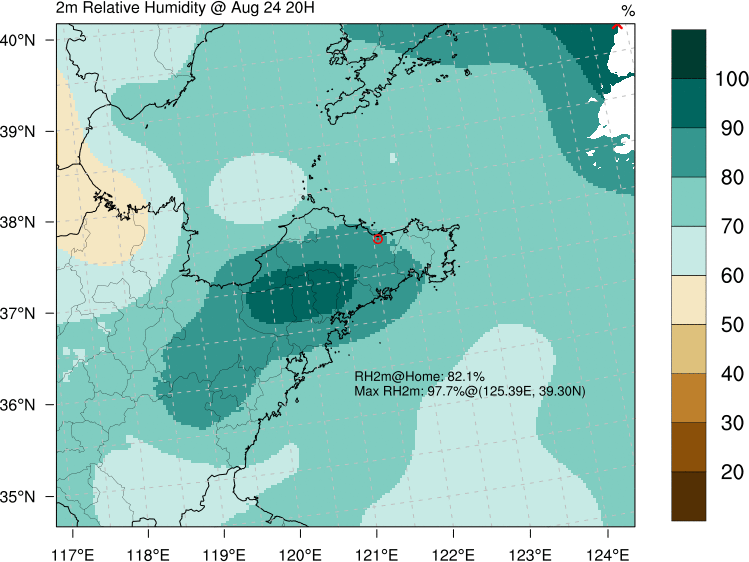 2m Relative Humidity @ Aug 24 20H
%
40°N
39°N
38°N
37°N
36°N
35°N
RH2m@Home: 82.1%
Max RH2m: 97.7%@(125.39E, 39.30N)
117°E 118°E 119°E 120°E 121°E 122°E 123°E 124°E
100
90
80
70
60
50
40
30
20